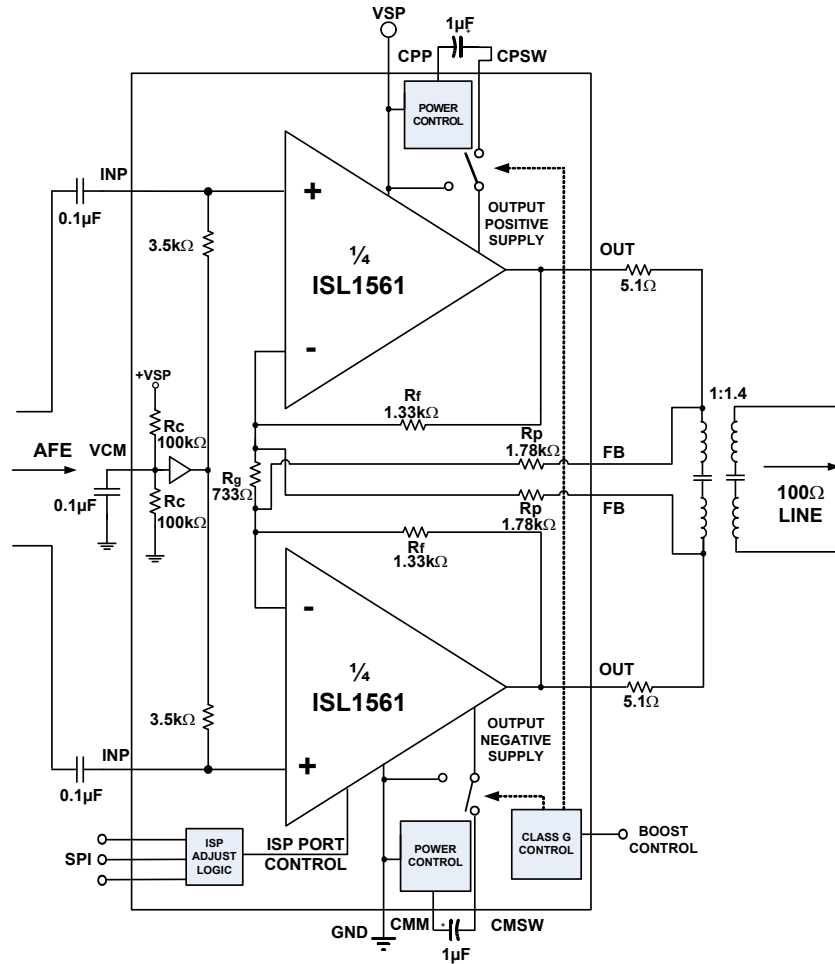 VSP
1µF
+
CPP
CPSW
POWER
CONTROL
INP
+
0.1µF
3.5kΩ
OUTPUT
POSITIVE
SUPPLY
OUT
5.1Ω
¼
ISL1561
-
+VSP
Rc
100kΩ
Rf
1.33kΩ
1:1.4
AFE
VCM
Rp
1.78kΩ
FB
Rg
733Ω
0.1µF
Rc
100kΩ
Rp
1.78kΩ
FB
100Ω
LINE
Rf
1.33kΩ
-
¼
ISL1561
OUT
5.1Ω
3.5kΩ
OUTPUT
NEGATIVE
SUPPLY
INP
+
0.1µF
SPI
ISP
ADJUST
LOGIC
ISP PORT
CONTROL
POWER
CONTROL
CLASS G
CONTROL
BOOST
CONTROL
GND
CMM
+
CMSW
1µF